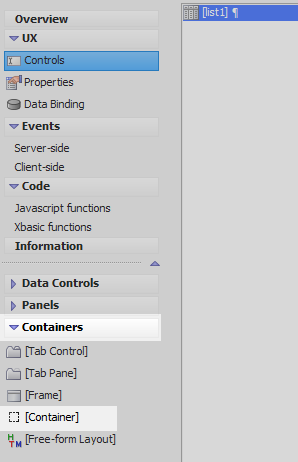 Overview
UX
Controls
Properties
Data Binding
Events
Server-side
Client-side
Code
Javascript functions
Xbasic functions
Information
Data Controls
Panels
Containers
[Tab Control]
[Tab Pane]
[Frame]
[Container]
[Free-form Layout]
[list1] ¶